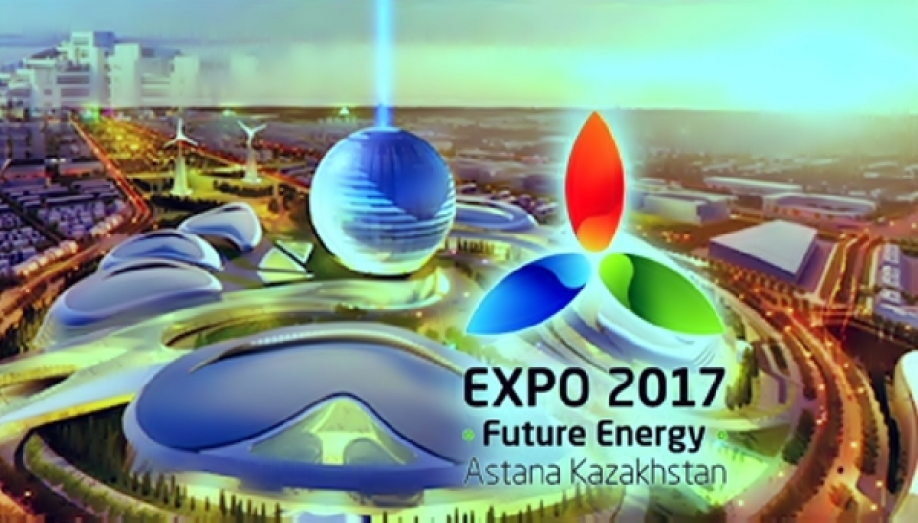 EXPO 2017
Future Energy
Astana Kazakhstan